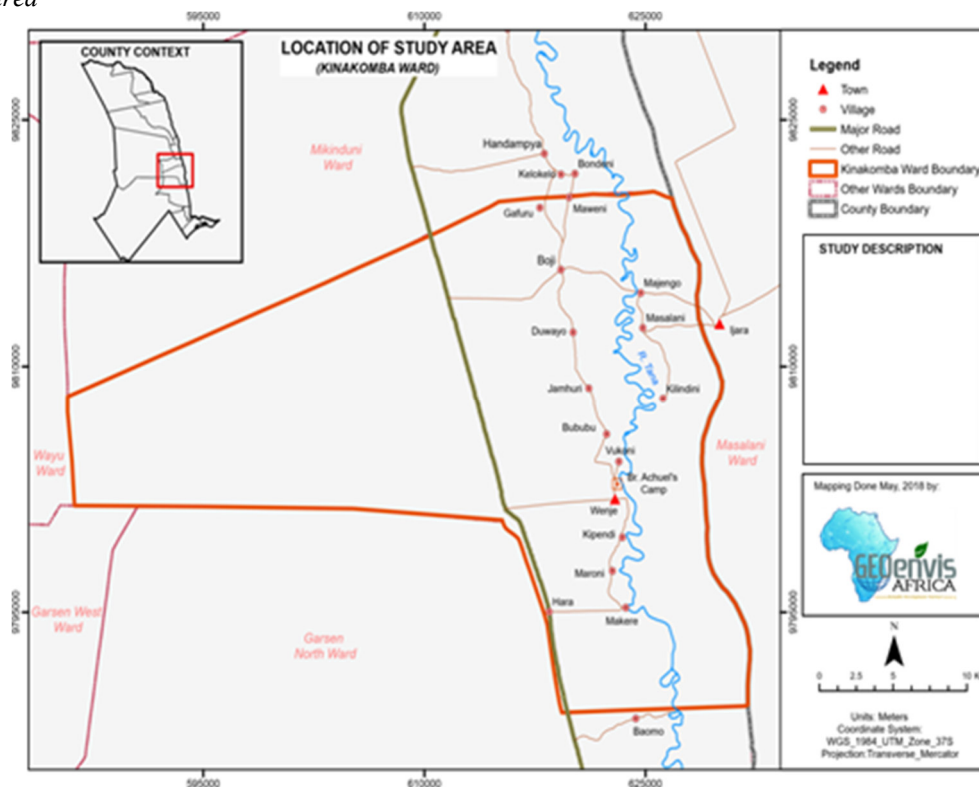 area
595000
610000
625000
COUNTY CONTEXT
LOCATION OF STUDY AREA
(KINAKOMBA WARD)
Legend
Town
Village
Major Road
Other Road
Kinakomba Ward Boundary
Other Wards Boundary
County Boundary
9825000
9825000
Mikinduni
Ward
Handampya
Bondeni
Kelokelo
Gafuru
Maweni
STUDY DESCRIPTION
Boji
Majengo
Masalani
Ijara
Duwayo
R. Tana
9810000
9810000
Jamhuri
Kilindini
Bububu
Vukoni
Masalani
Ward
Wayu
Ward
Br. Achuel's
Camp
Wenje
Kipendi
Maroni
Mapping Done May, 2018 by:
GEOenvis
AFRICA
Hara
Makere
9795000
9795000
Garsen West
Ward
Garsen
North Ward
Baomo
N
0 2.5 5 10 K
Units: Meters
Coordinate System:
WGS_1984_UTM_Zone_37S
Projection:Transverse_Mercator
595000
610000
625000